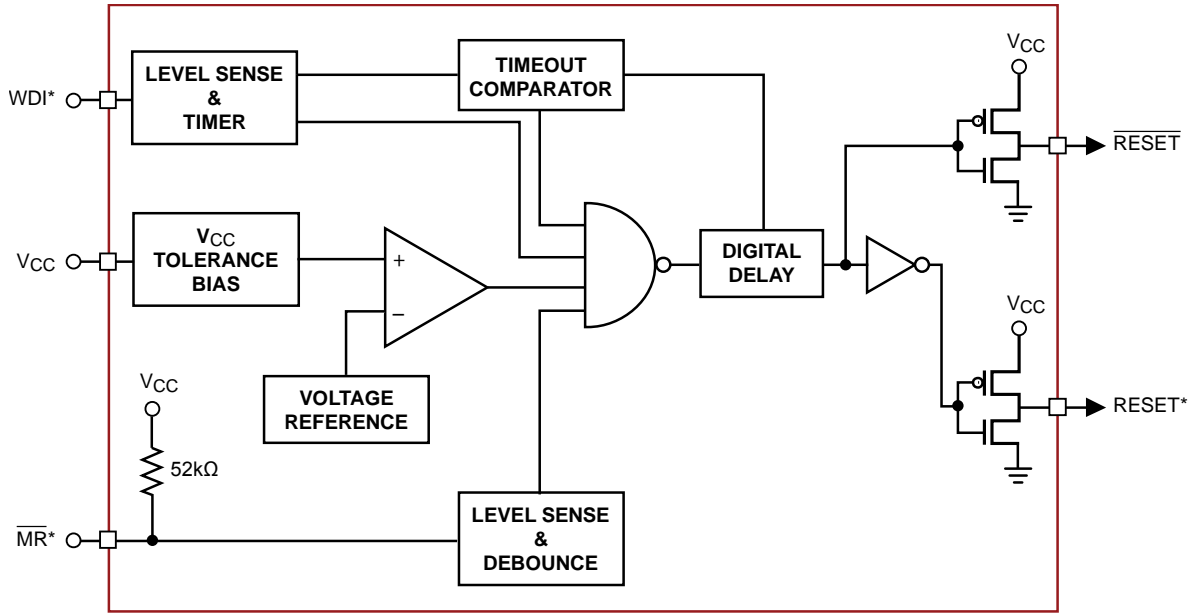 WDI*
LEVEL SENSE
&
TIMER
TIMEOUT
COMPARATOR
VCC
RESET
VCC
VCC
TOLERANCE
BIAS
+
−
DIGITAL
DELAY
VOLTAGE
REFERENCE
VCC
RESET*
VCC
52kΩ
MR*
LEVEL SENSE
&
DEBOUNCE